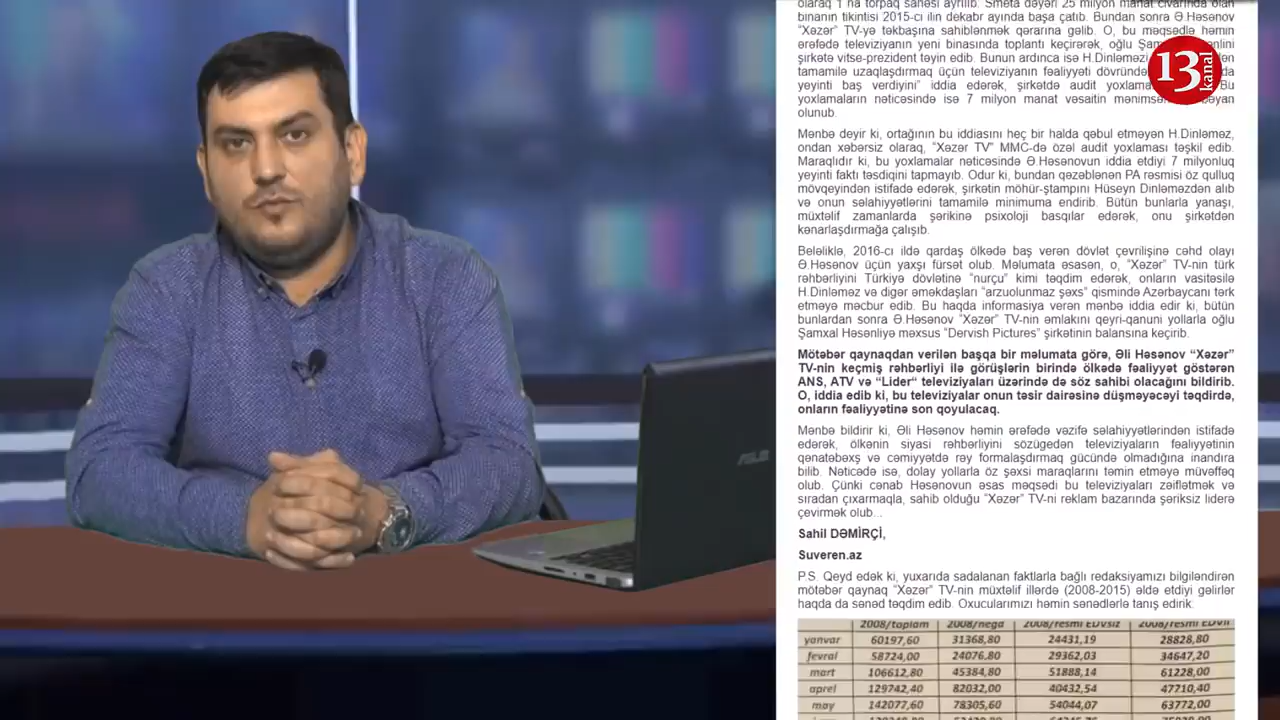 olaraq 1 ha torpaq sahəsi ayrılıb. Smeta dəyəri 25 milyon manat civarında olan
binanın tikintisi 2015-ci ilin dekabr ayında başa çatıb. Bundan sonra Ə.Həsənov
"Xəzər" TV-yə təkbaşına sahiblənmək qərarına gəlib. O, bu məqsədlə həmin
ərəfədə televiziyanın yeni binasında toplantı keçirərək, oğlu
şirkətə vitse-prezident təyin edib. Bunun ardınca isə
tamamilə uzaqlaşdırmaq üçün televiziyanın fəaliyyəti dövründə
yeyinti baş verdiyini" iddia edərək, şirkətdə audit Bu
yoxlamaların nəticəsində isə 7 milyon manat vəsaitin
olunub.
Mənbə deyir ki, ortağının bu iddiasını heç bir halda qəbul etməyən H.Dinləməz,
ondan xəbərsiz olaraq, "Xəzər TV" MMC-də özəl audit yoxlaması təşkil edib.
Maraqlıdır ki, bu yoxlamalar nəticəsində Ə.Həsənovun iddia etdiyi 7 milyonluq
yeyinti faktı təsdiqini tapmayıb. Odur ki, bundan qəzəblənən PA rəsmisi öz qulluq
mövqeyindən istifadə edərək, şirkətin möhür-ştampını Hüseyn Dinləməzdən alıb
və onun səlahiyyətlərini tamamilə minimuma endirib. Bütün bunlarla yanaşı,
müxtəlif zamanlarda şərikinə psixoloji basqılar edərək, onu şirkətdən
kənarlaşdırmağa çalışıb.
Beləliklə, 2016-cı ildə qardaş ölkədə baş verən dövlət çevrilişinə cəhd olayı
Ə.Həsənov üçün yaxşı fürsət olub. Məlumata əsasən, o, "Xəzər" TV-nin türk
rəhbərliyini Türkiyə dövlətinə "nurçu" kimi təqdim edərək, onların vasitəsilə
H.Dinləməz və digər əməkdaşları "arzuolunmaz şəxs" qismində Azərbaycanı tərk
etməyə məcbur edib. Bu haqda informasiya verən mənbə iddia edir ki, bütün
bunlardan sonra Ə.Həsənov "Xəzər" TV-nin əmlakını qeyri-qanuni yollarla oğlu
Şamxal Həsənliyə məxsus "Dervish Pictures" şirkətinin balansına keçirib.
Mötəbər qaynaqdan verilən başqa bir məlumata görə, Əli Həsənov "Xəzər"
TV-nin keçmiş rəhbərliyi ilə görüşlərin birində ölkədə fəaliyyət göstərən
ANS, ATV və "Lider" televiziyaları üzərində də söz sahibi olacağını bildirib.
O, iddia edib ki, bu televiziyalar onun təsir dairəsinə düşməyəcəyi təqdirdə,
onların fəaliyyətinə son qoyulacaq.
Mənbə bildirir ki, Əli Həsənov həmin ərəfədə vəzifə səlahiyyətlərindən istifadə
edərək, ölkənin siyasi rəhbərliyini sözügedən televiziyaların fəaliyyətinin
qənatəbəxş və cəmiyyətdə rəy formalaşdırmaq gücündə olmadığına inandıra
bilib. Nəticədə isə, dolay yollarla öz şəxsi maraqlarını təmin etməyə müvəffəq
olub. Çünki cənab Həsənovun əsas məqsədi bu televiziyaları zəiflətmək və
sıradan çıxarmaqla, sahib olduğu "Xəzər" TV-ni reklam bazarında şəriksiz liderə
çevirmək olub...
Sahil DƏMİRÇİ,
Suveren.az
P.S. Qeyd edək ki, yuxarıda sadalanan faktlarla bağlı redaksiyamızı bilgiləndirən
mötəbər qaynaq "Xəzər" TV-nin müxtəlif illərdə (2008-2015) əldə etdiyi gəlirlər
haqda da sənəd təqdim edib. Oxucularımızı həmin sənədlərlə tanış edirik:
2008/toplam 2008/nega 2008/resmi EDVsiz 2008/resmi EDVli
yanvar 60197,60 31368,80 24431,19 28828,80
fevral 58724,00 24076,80 29362,03 34647,20
mart 106612,80 45384,80 51888,14 61228,00
aprel 129742,40 82032,00 40432,54 47710,40
may 142077,60 78305,60 54044,07 63772,00
13 kanal
ASUS